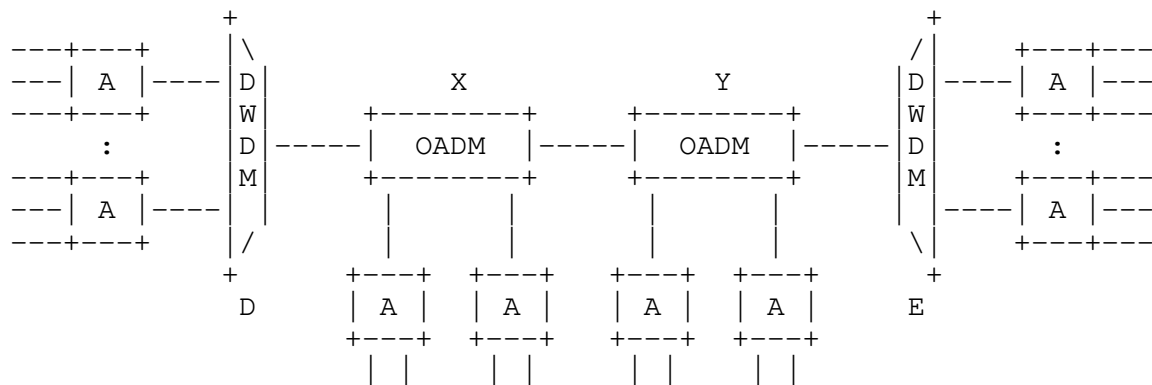 +                                     +
---+---+          |\                                   /|    +---+---
---| A |----|D|         X              Y          |D|----| A |---
---+---+    |W|    +--------+     +--------+      |W|    +---+---
     :      |D|-----|  OADM  |-----|  OADM  |-----|D|      :
---+---+    |M|    +--------+     +--------+      |M|    +---+---
---| A |----| |     |      |       |      |       | |----| A |---
---+---+    |/      |      |       |      |        \|    +---+---
            +     +---+  +---+   +---+  +---+       +
             D    | A |  | A |   | A |  | A |      E
                  +---+  +---+   +---+  +---+
                   | |    | |     | |    | |